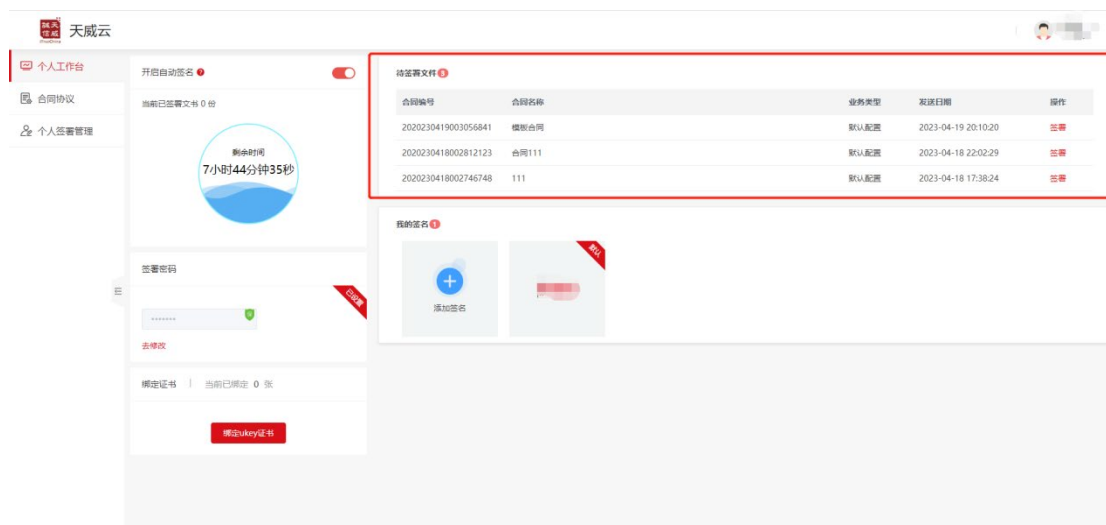 天威云
个人工作台
合同协议
个人签署管理
开启自动签名
当前已签署文书 0 份
剩余时间
7小时44分钟35秒
签署密码
已设置
*******
去修改
绑定证书 | 当前已绑定 0 张
绑定ukey证书
待签署文件 3
合同编号 合同名称 业务类型 发送日期 操作
2020230419003056841 模板合同 默认配置 2023-04-19 20:10:20 签署
2020230418002812123 合同111 默认配置 2023-04-18 22:02:29 签署
2020230418002746748 111 默认配置 2023-04-18 17:38:24 签署
我的签名 1
添加签名
默认